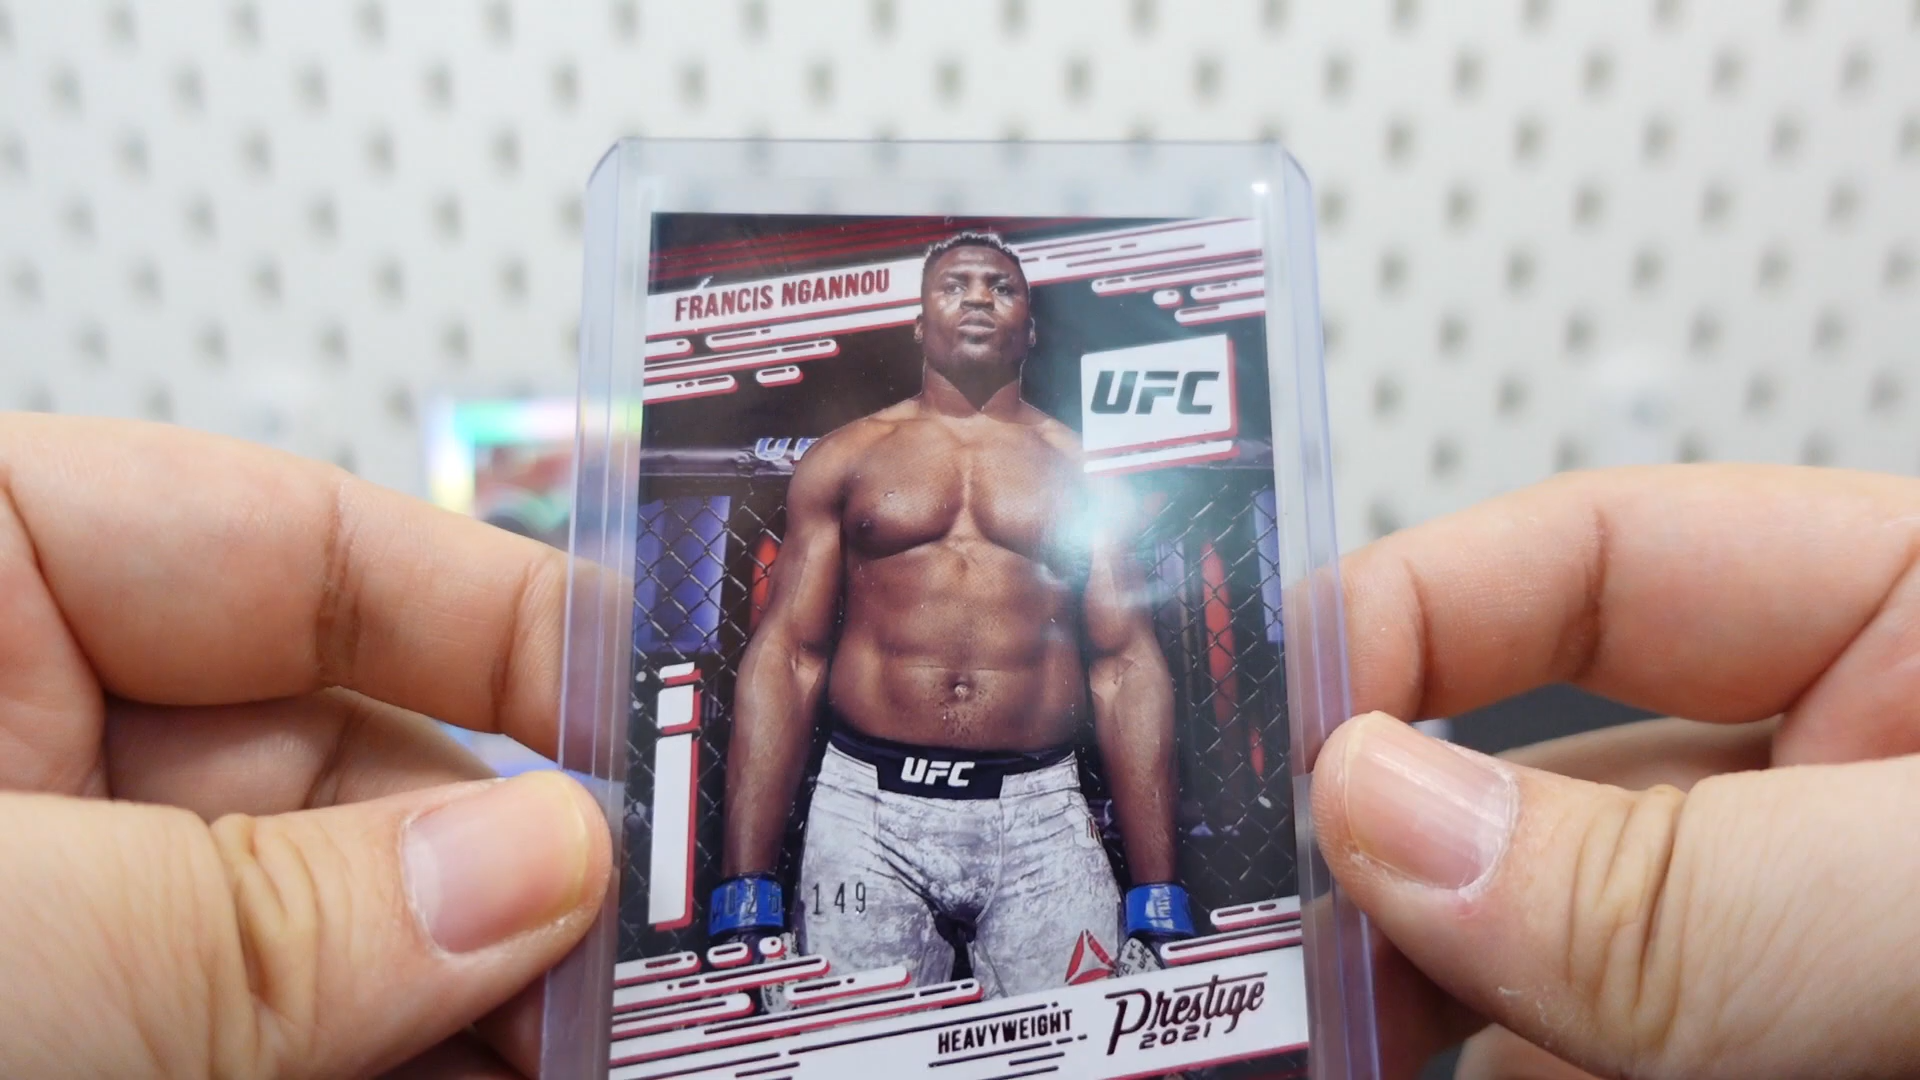 FRANCIS NGANNOU
UFC
UFC
149
HEAVYWEIGHT
Prestige
2021